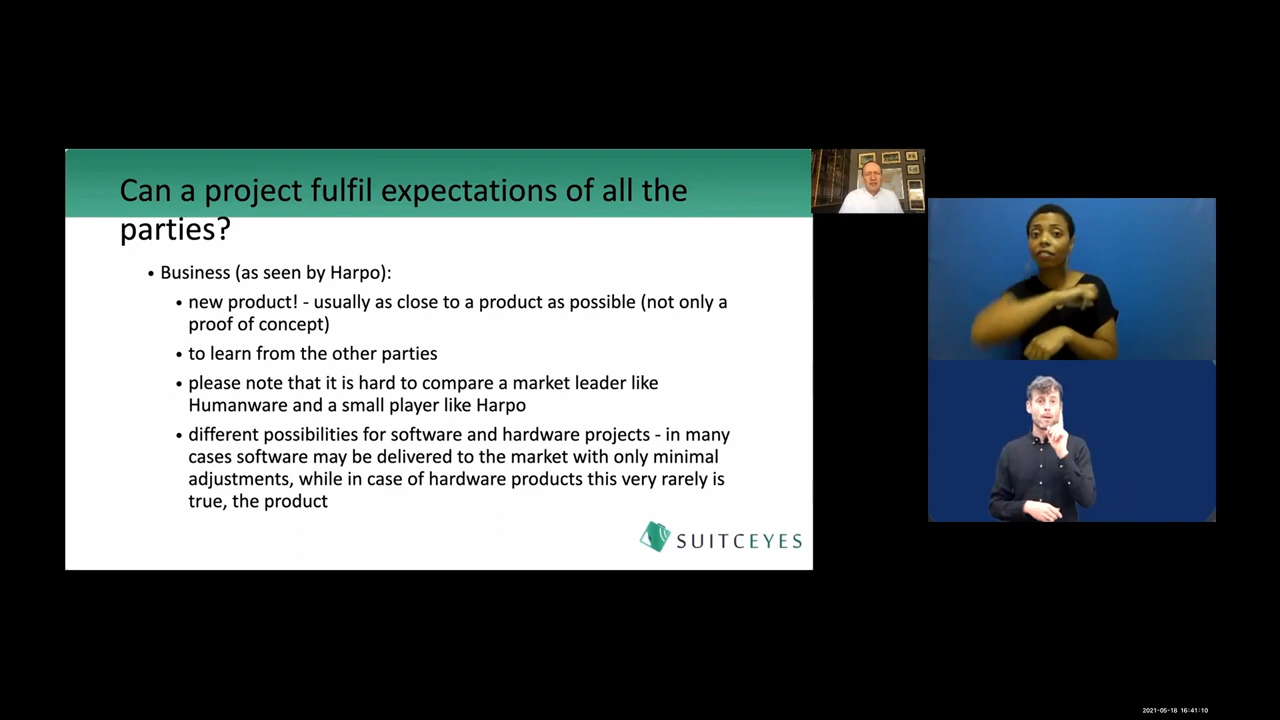 Can a project fulfil expectations of all the
parties?
• Business (as seen by Harpo):
• new product! - usually as close to a product as possible (not only a
proof of concept)
• to learn from the other parties
• please note that it is hard to compare a market leader like
Humanware and a small player like Harpo
• different possibilities for software and hardware projects - in many
cases software may be delivered to the market with only minimal
adjustments, while in case of hardware products this very rarely is
true, the product
SUITCEYES
2021-05-18 16:41:10